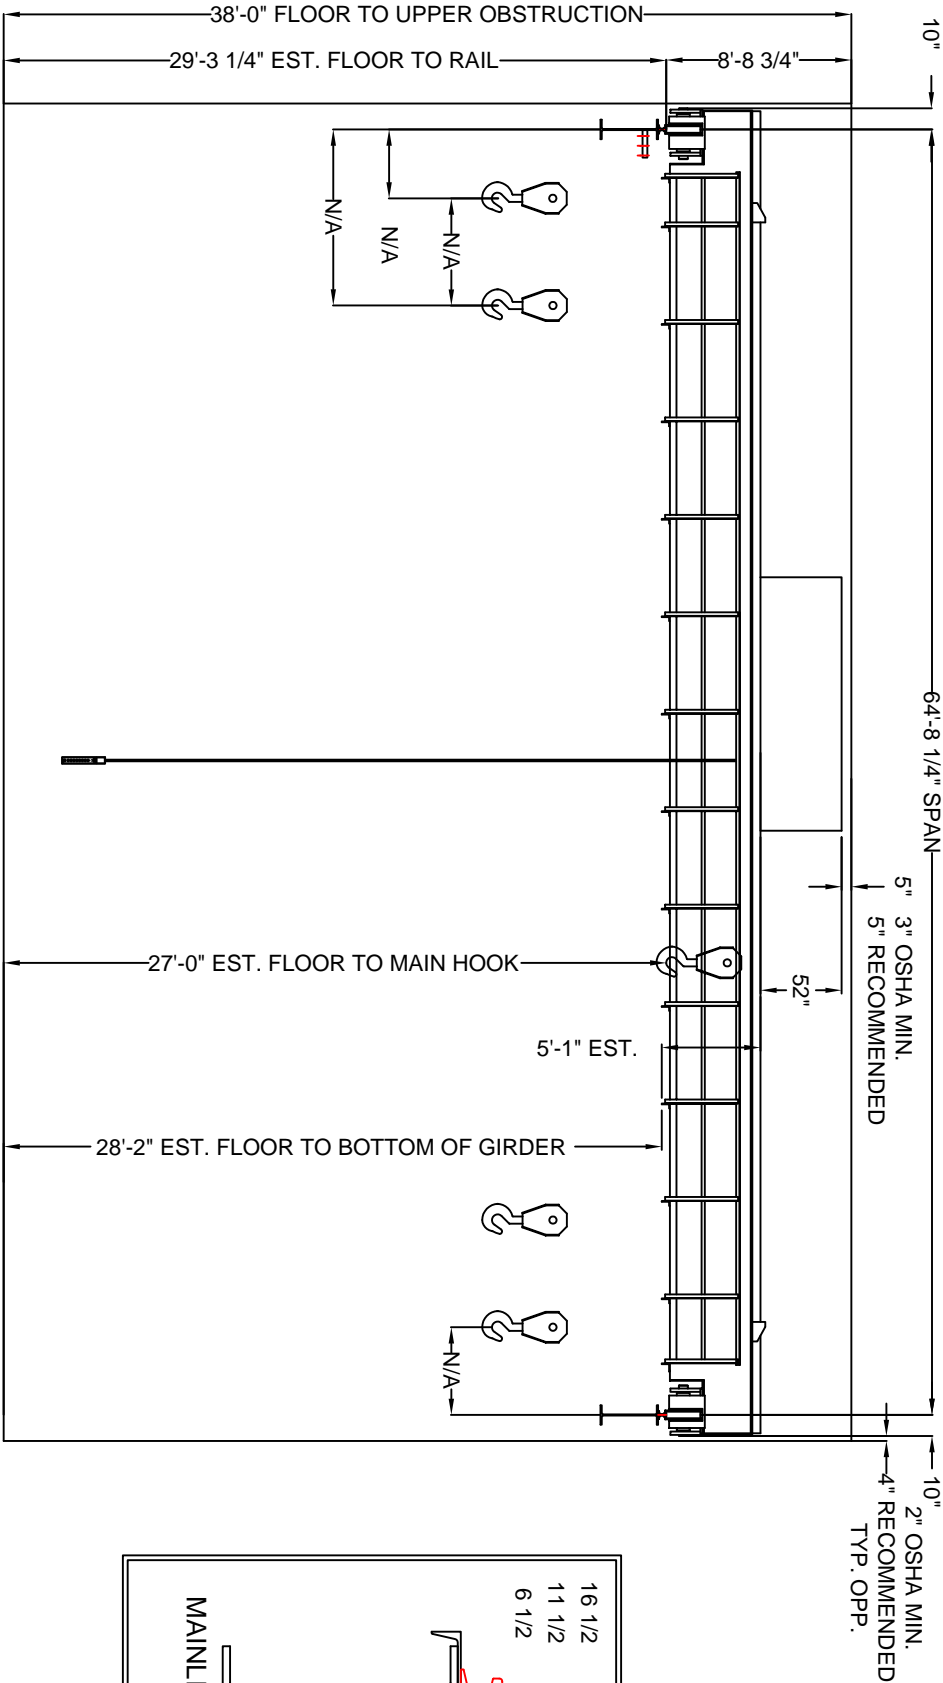 38'-0" FLOOR TO UPPER OBSTRUCTION
29'-3 1/4" EST. FLOOR TO RAIL
8'-8 3/4"
10"
64'-8 1/4" SPAN
N/A
N/A
N/A
5"
3" OSHA MIN.
5" RECOMMENDED
52"
27'-0" EST. FLOOR TO MAIN HOOK
5'-1" EST.
28'-2" EST. FLOOR TO BOTTOM OF GIRDER
N/A
10"
2" OSHA MIN.
4" RECOMMENDED
TYP. OPP.
16 1/2
11 1/2
6 1/2